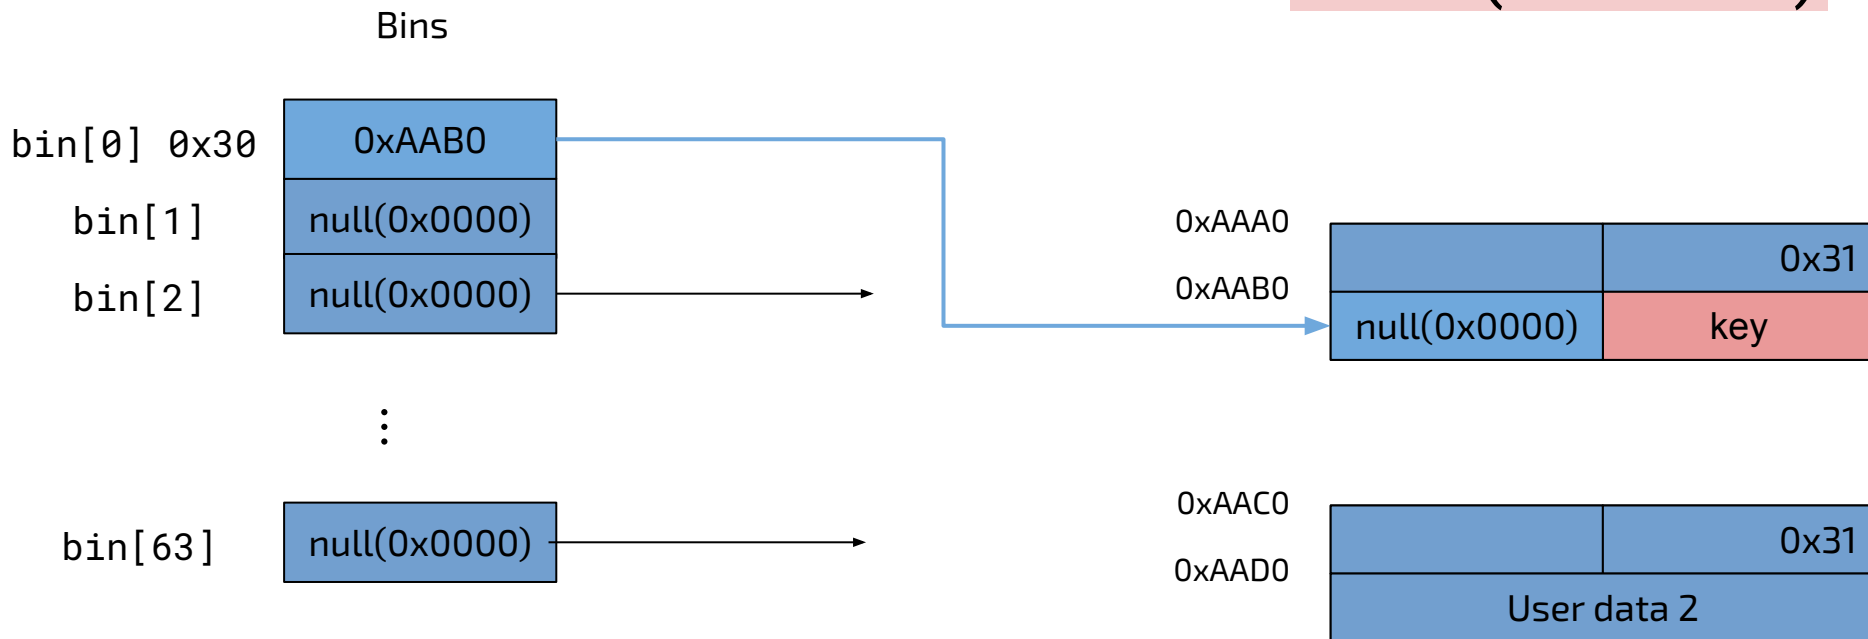 Bins
bin[0] 0x30
0xAAB0
bin[1]
null(0x0000)
bin[2]
null(0x0000)
⋮
bin[63]
null(0x0000)
0xAAA0
0x31
0xAAB0
null(0x0000)
key
0xAAC0
0x31
0xAAD0
User data 2